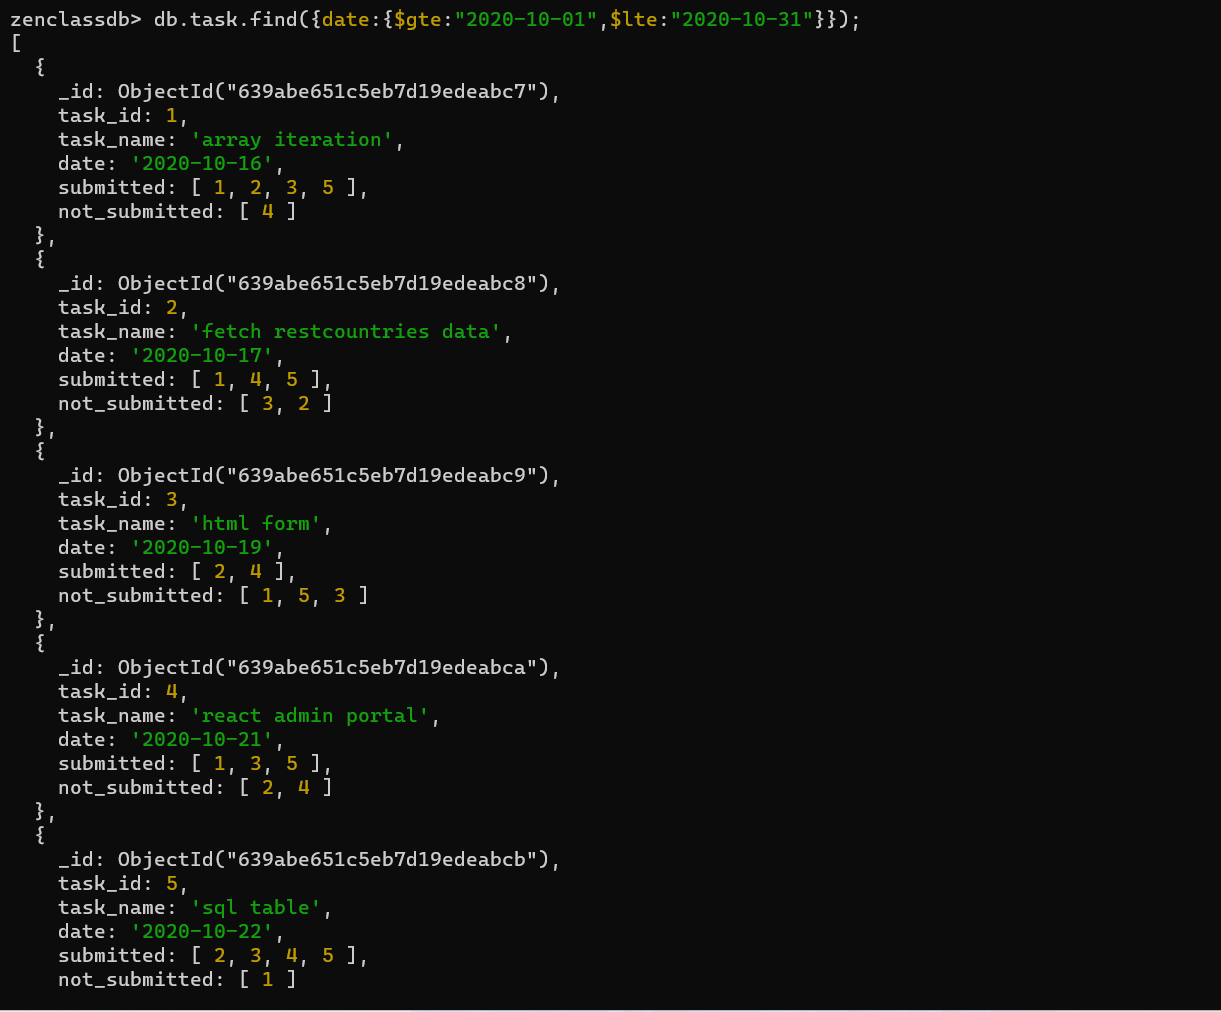 zenclassdb> db.task.find({date:{$gte:"2020-10-01",$lte:"2020-10-31"}});
[
  {
    _id: ObjectId("639abe651c5eb7d19edeabc7"),
    task_id: 1,
    task_name: 'array iteration',
    date: '2020-10-16',
    submitted: [ 1, 2, 3, 5 ],
    not_submitted: [ 4 ]
  },
  {
    _id: ObjectId("639abe651c5eb7d19edeabc8"),
    task_id: 2,
    task_name: 'fetch restcountries data',
    date: '2020-10-17',
    submitted: [ 1, 4, 5 ],
    not_submitted: [ 3, 2 ]
  },
  {
    _id: ObjectId("639abe651c5eb7d19edeabc9"),
    task_id: 3,
    task_name: 'html form',
    date: '2020-10-19',
    submitted: [ 2, 4 ],
    not_submitted: [ 1, 5, 3 ]
  },
  {
    _id: ObjectId("639abe651c5eb7d19edeabca"),
    task_id: 4,
    task_name: 'react admin portal',
    date: '2020-10-21',
    submitted: [ 1, 3, 5 ],
    not_submitted: [ 2, 4 ]
  },
  {
    _id: ObjectId("639abe651c5eb7d19edeabcb"),
    task_id: 5,
    task_name: 'sql table',
    date: '2020-10-22',
    submitted: [ 2, 3, 4, 5 ],
    not_submitted: [ 1 ]